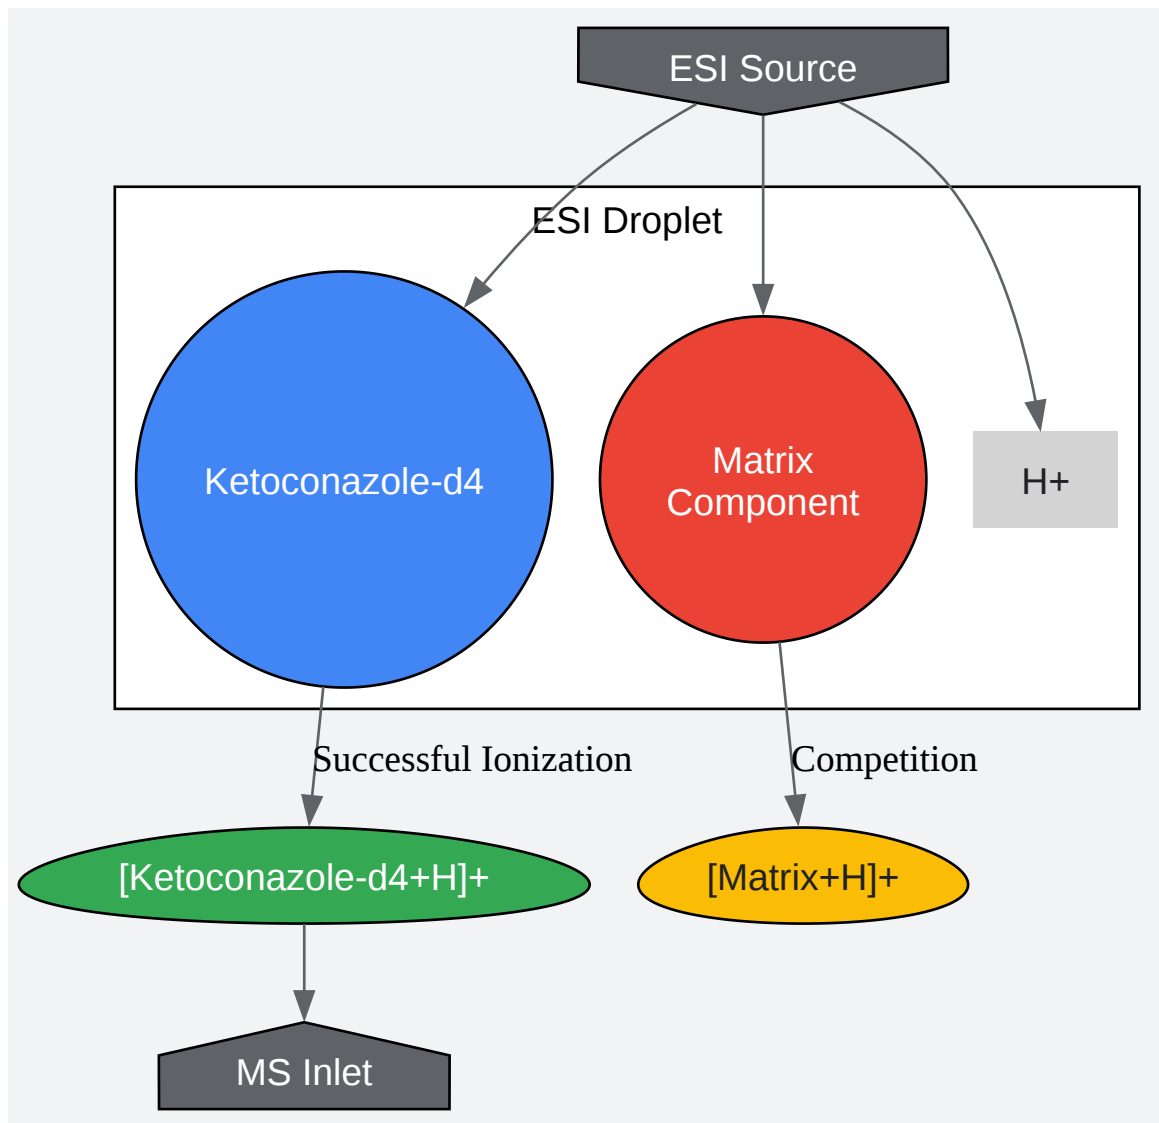 ESI Source
ESI Droplet
Ketoconazole-d4
Matrix
Component
H+
Successful Ionization
Competition
[Ketoconazole-d4+H]+
[Matrix+H]+
MS Inlet